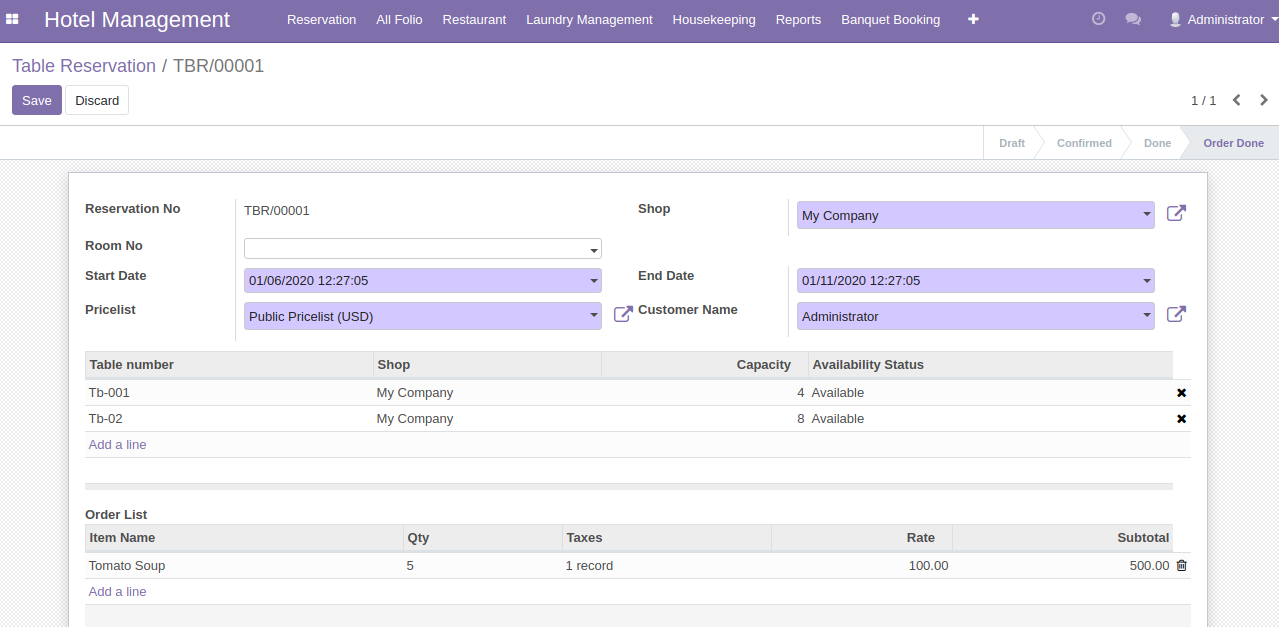 Hotel Management Reservation All Folio Restaurant Laundry Management Housekeeping Reports Banquet Booking + Administrator
Table Reservation / TBR/00001
Save Discard 1 / 1
Draft Confirmed Done Order Done
Reservation No TBR/00001 Shop My Company
Room No
Start Date 01/06/2020 12:27:05 End Date 01/11/2020 12:27:05
Pricelist Public Pricelist (USD) Customer Name Administrator
Table number Shop Capacity Availability Status
Tb-001 My Company 4 Available
Tb-02 My Company 8 Available
Add a line
Order List
Item Name Qty Taxes Rate Subtotal
Tomato Soup 5 1 record 100.00 500.00
Add a line